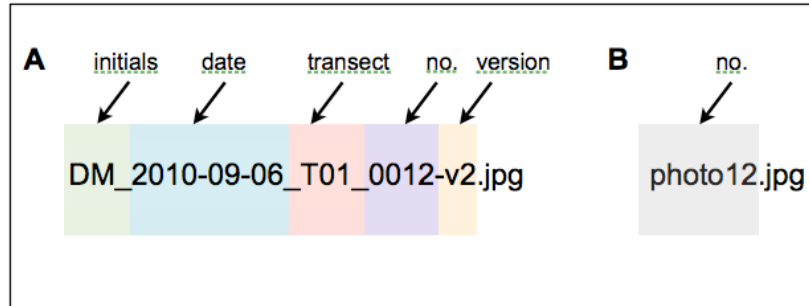 A initials date transect no. version B no.
DM_2010-09-06_T01_0012-v2.jpg photo12.jpg